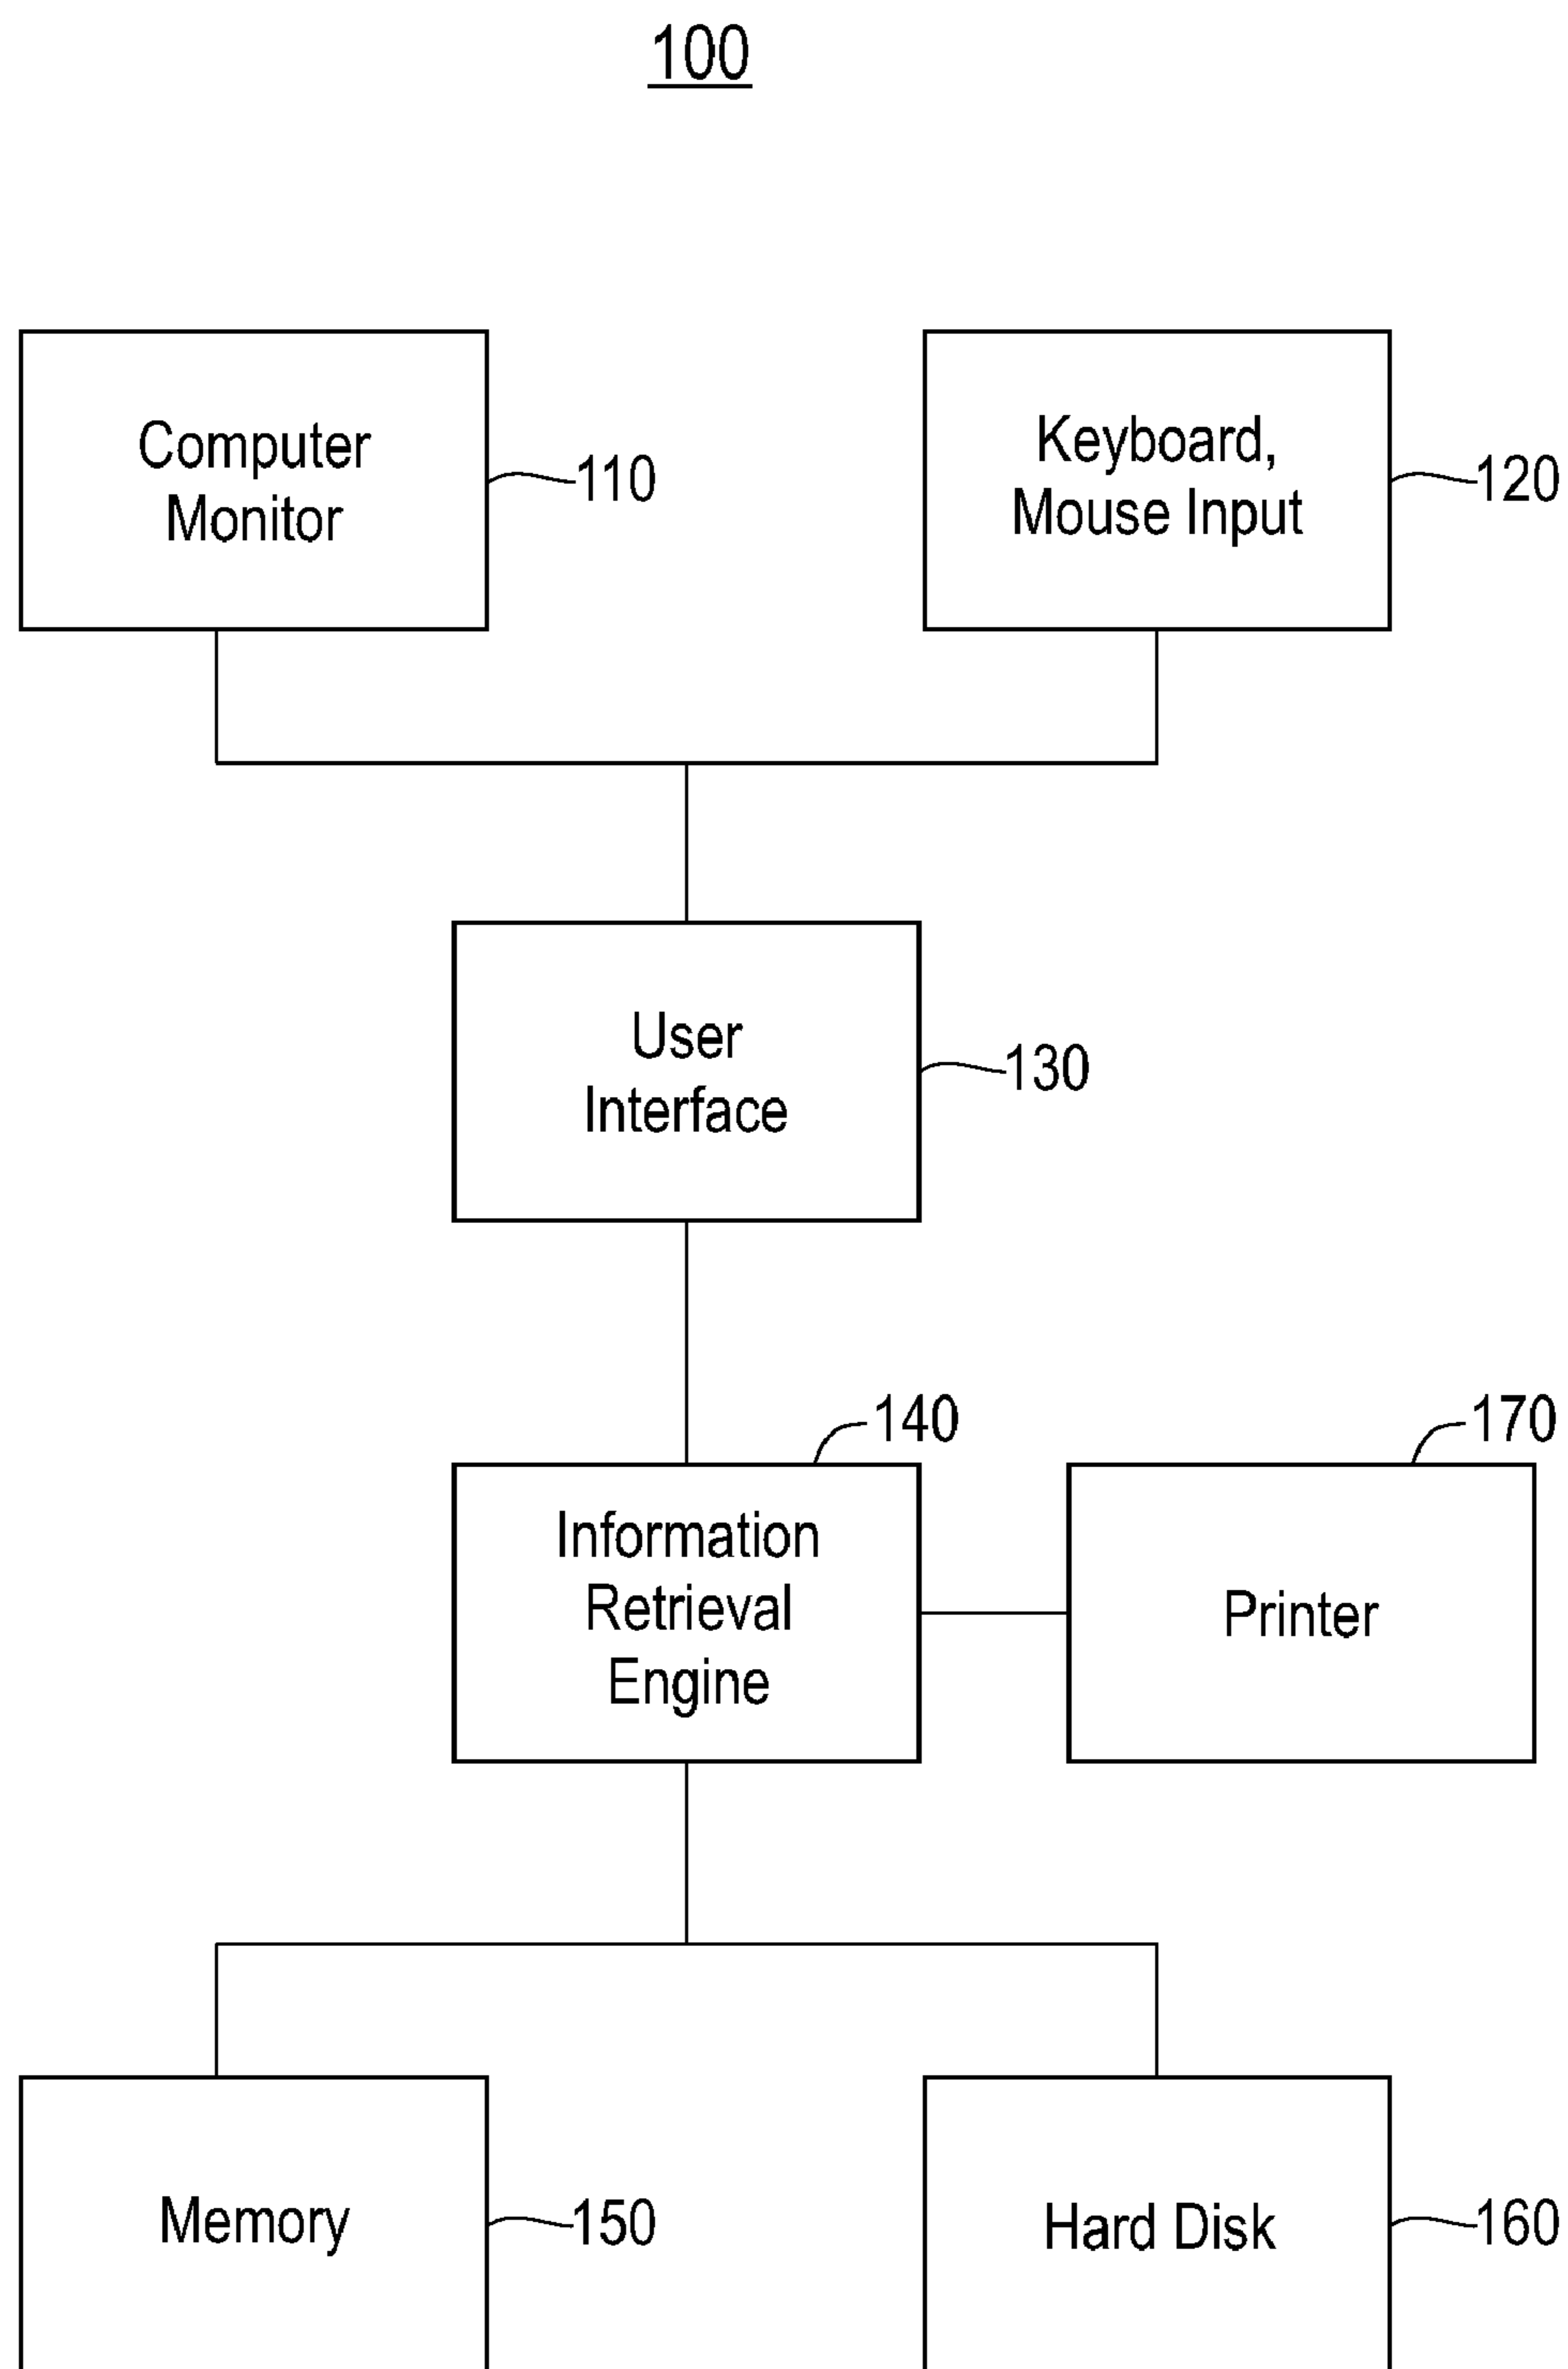 100
Computer
Monitor
110
Keyboard,
Mouse Input
120
User
Interface
130
140
Information
Retrieval
Engine
170
Printer
Memory
150
Hard Disk
160